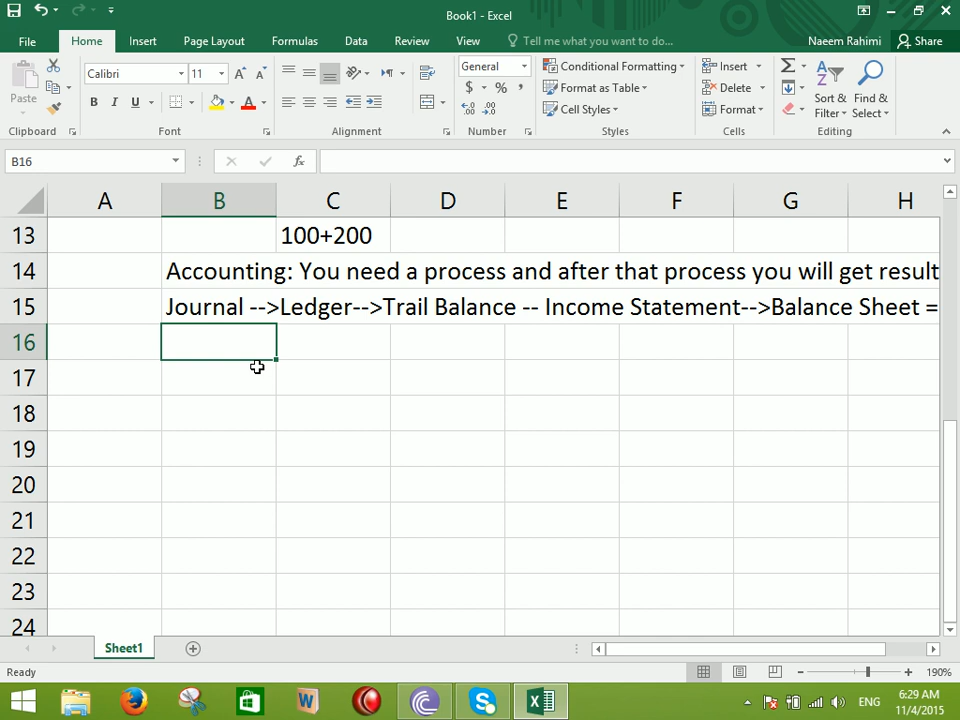 Book1 - Excel
File Home Insert Page Layout Formulas Data Review View Tell me what you want to do... Naeem Rahimi Share
Paste
Calibri 11
General
Conditional Formatting
Format as Table
Cell Styles
Insert
Delete
Format
Sort & Filter
Find & Select
Clipboard Font Alignment Number Styles Cells Editing
B16 fx
A B C D E F G H
13 100+200
14 Accounting: You need a process and after that process you will get result
15 Journal -->Ledger-->Trail Balance -- Income Statement-->Balance Sheet =
16
17
18
19
20
21
22
23
24
Sheet1
Ready 190%
ENG 6:29 AM
11/4/2015